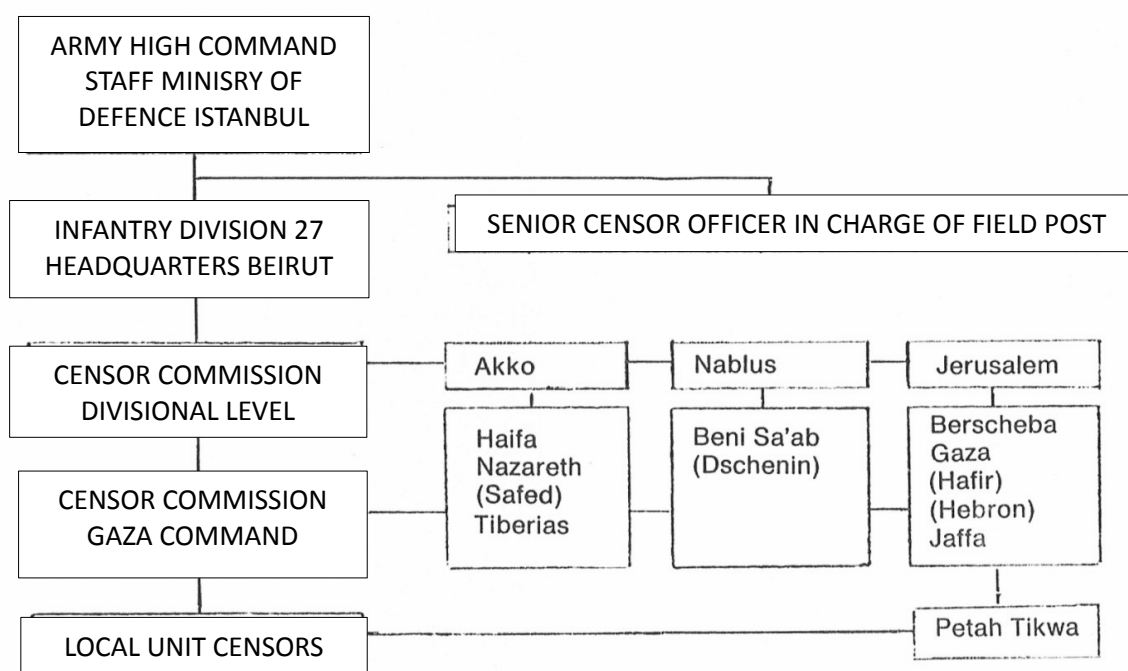 ARMY HIGH COMMAND
STAFF MINISRY OF
DEFENCE ISTANBUL
INFANTRY DIVISION 27
HEADQUARTERS BEIRUT
SENIOR CENSOR OFFICER IN CHARGE OF FIELD POST
CENSOR COMMISSION
DIVISIONAL LEVEL
Akko
Nablus
Jerusalem
CENSOR COMMISSION
GAZA COMMAND
Haifa
Nazareth
(Safed)
Tiberias
Beni Sa'ab
(Dschenin)
Berscheba
Gaza
(Hafir)
(Hebron)
Jaffa
LOCAL UNIT CENSORS
Petah Tikwa